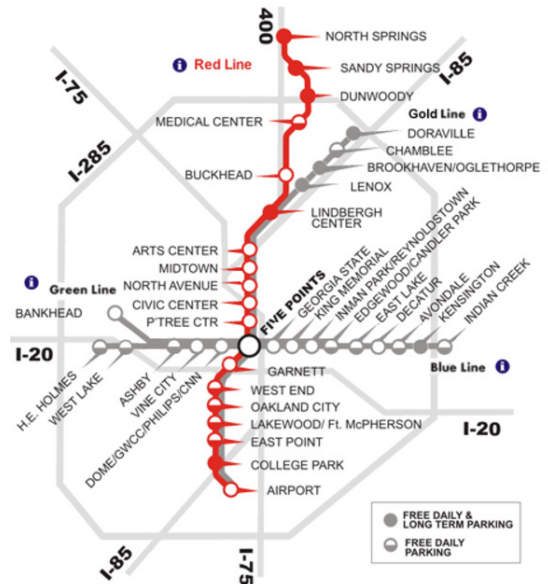 400
NORTH SPRINGS
Red Line
SANDY SPRINGS
I-85
I-75
DUNWOODY
Gold Line
MEDICAL CENTER
DORAVILLE
CHAMBLEE
I-285
BROOKHAVEN/OGLETHORPE
BUCKHEAD
LENOX
LINDBERGH
CENTER
ARTS CENTER
MIDTOWN
NORTH AVENUE
CIVIC CENTER
P'TREE CTR
FIVE POINTS
GEORGIA STATE
KING MEMORIAL
INMAN PARK/REYNOLDSTOWN
EDGEWOOD/CANDLER PARK
EAST LAKE
DECATUR
AVONDALE
KENSINGTON
INDIAN CREEK
Green Line
BANKHEAD
I-20
Blue Line
H.E. HOLMES
WEST LAKE
ASHBY
VINE CITY
DOME/GWCC/PHILIPS/CNN
GARNETT
WEST END
OAKLAND CITY
LAKEWOOD/ Ft. McPHERSON
I-20
EAST POINT
COLLEGE PARK
AIRPORT
I-85
I-75
FREE DAILY &
LONG TERM PARKING
FREE DAILY
PARKING